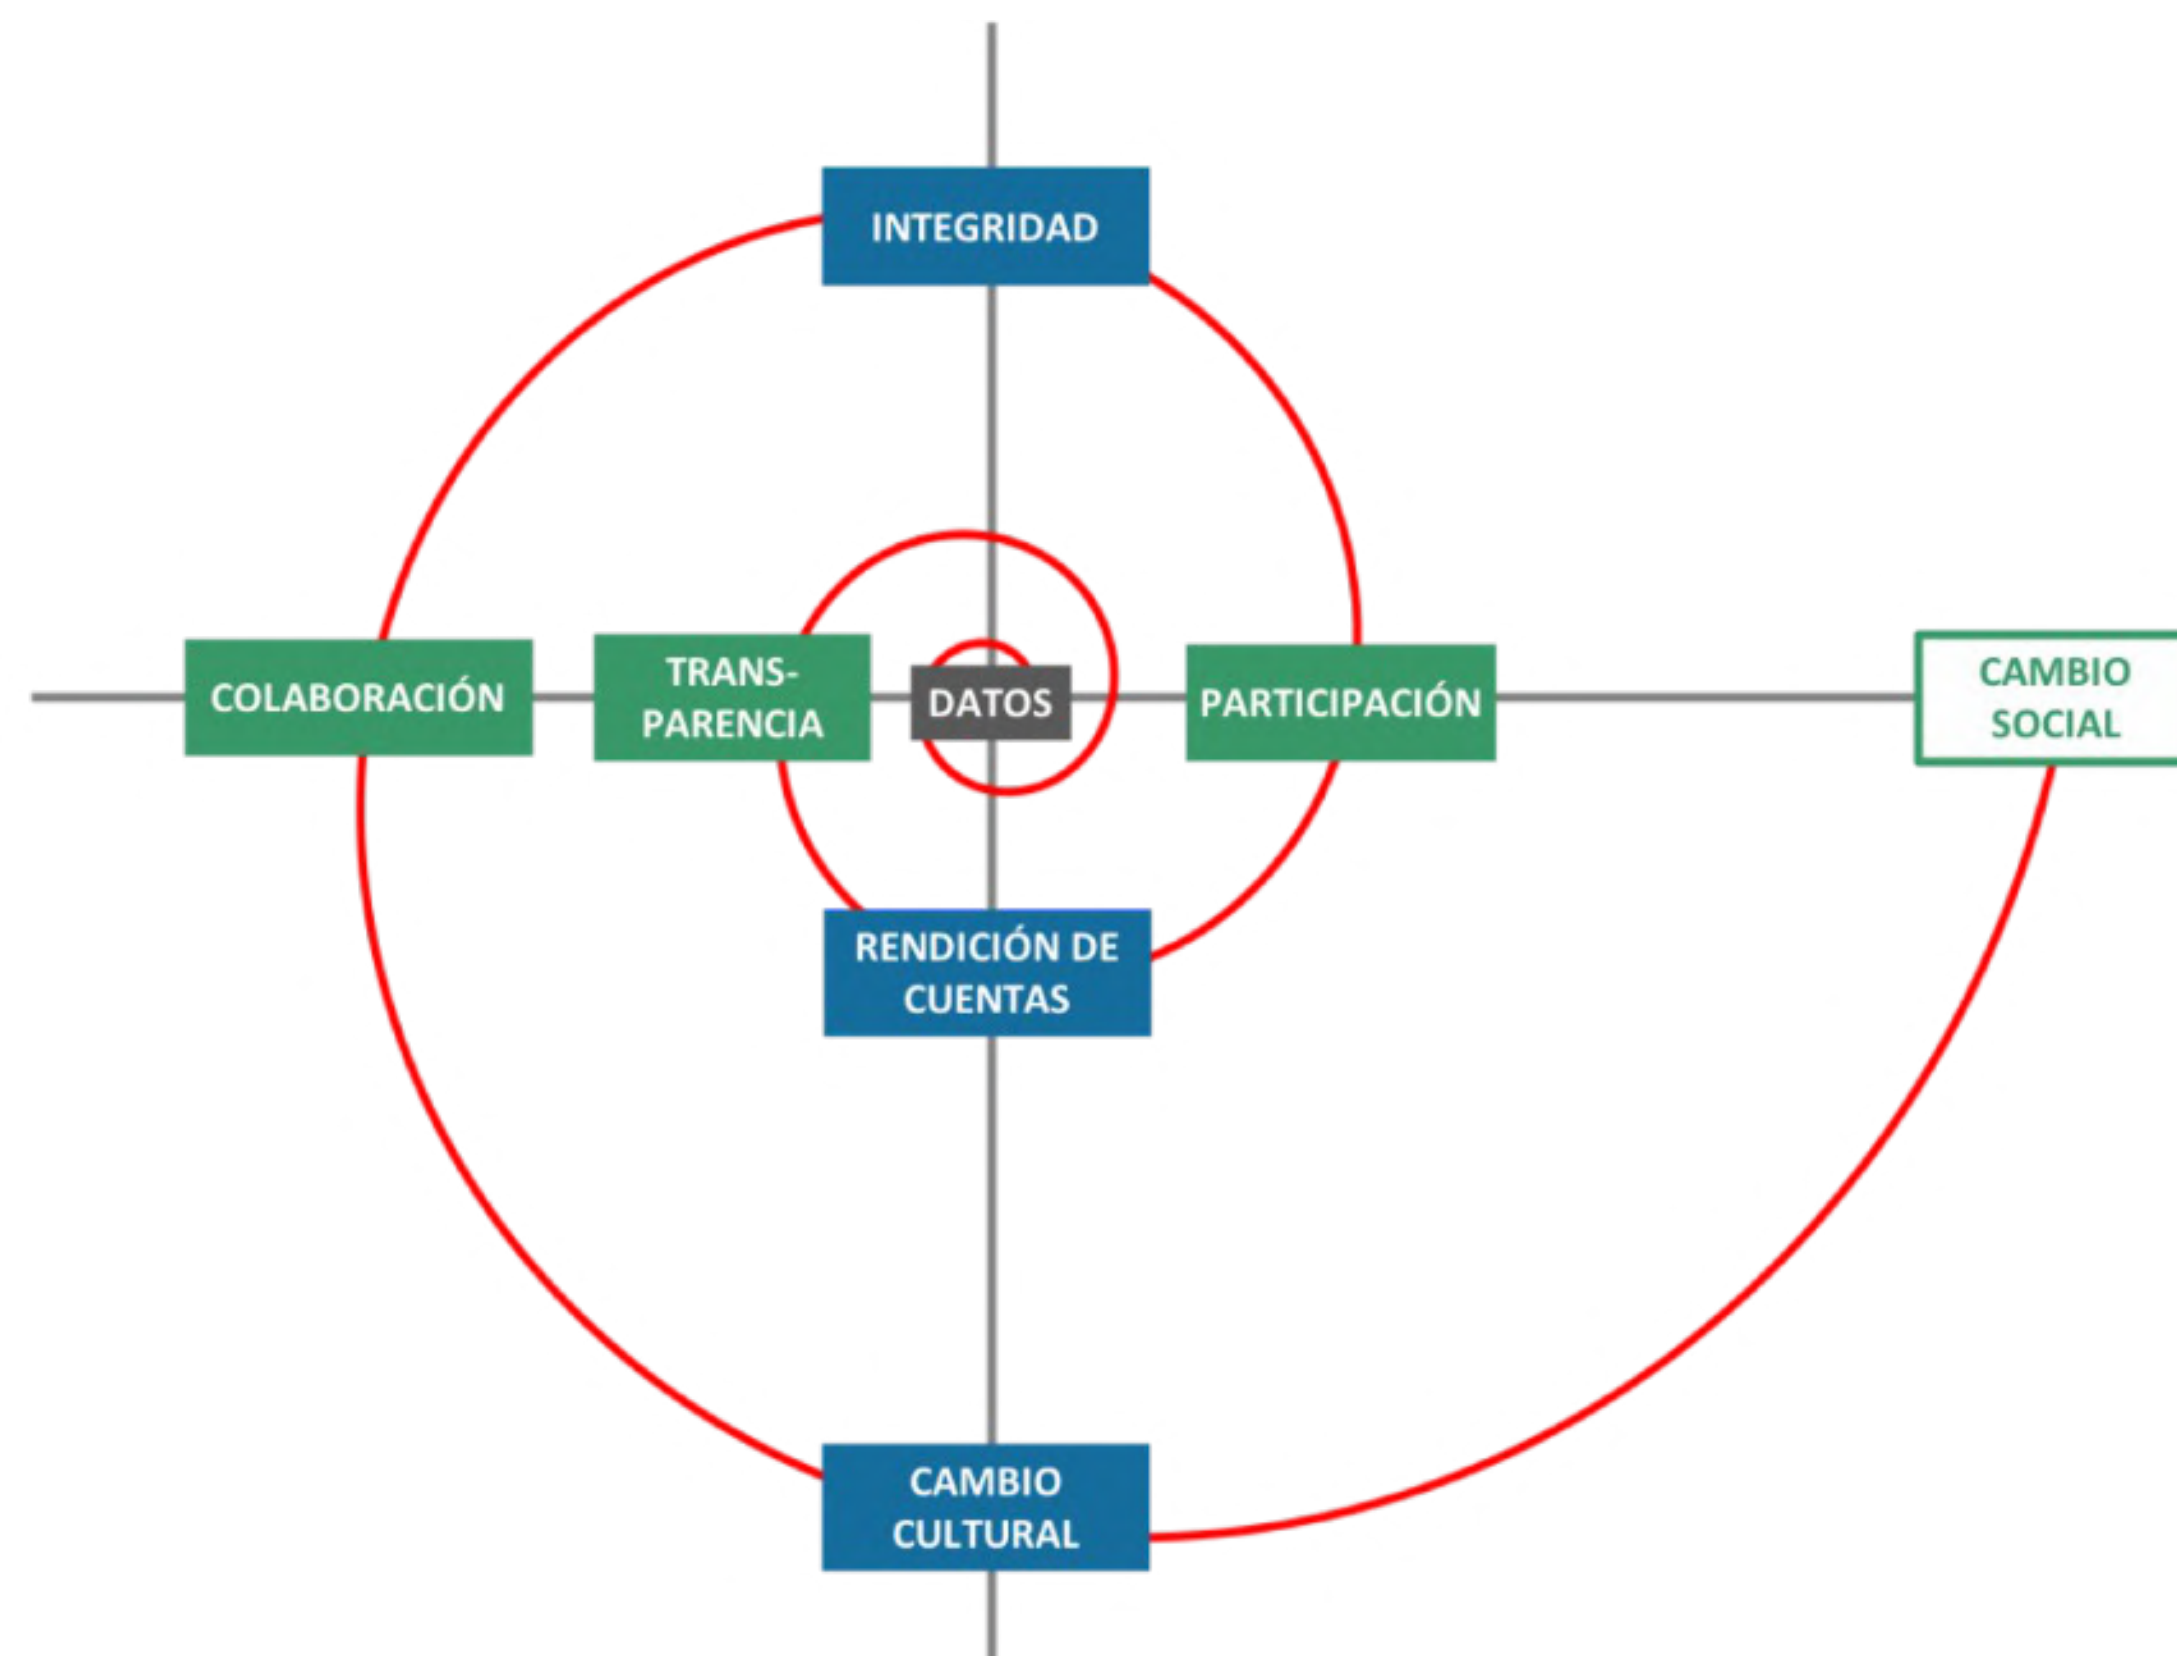 INTEGRIDAD
COLABORACIÓN
TRANS-
PARENCIA
DATOS
PARTICIPACIÓN
CAMBIO
SOCIAL
RENDICIÓN DE
CUENTAS
CAMBIO
CULTURAL